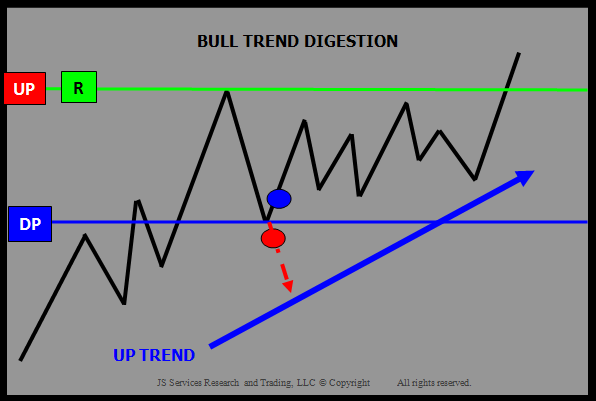 BULL TREND DIGESTION
UP R
DP
UP TREND
JS Services Research and Trading, LLC © Copyright All rights reserved.